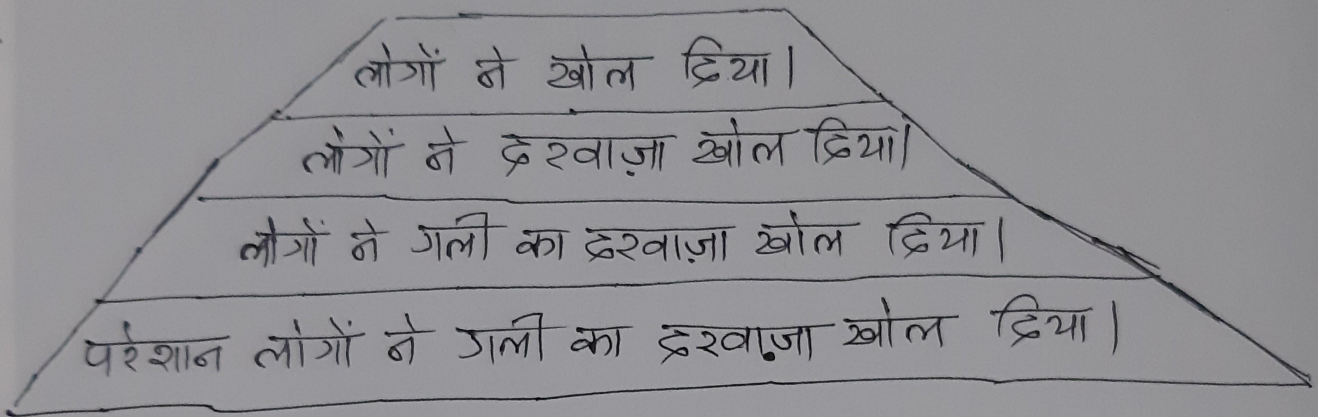 लोगों ने खोल दिया।
लोगों ने दरवाज़ा खोल दिया।
लोगों ने गली का दरवाज़ा खोल दिया।
परेशान लोगों ने गली का दरवाज़ा खोल दिया।